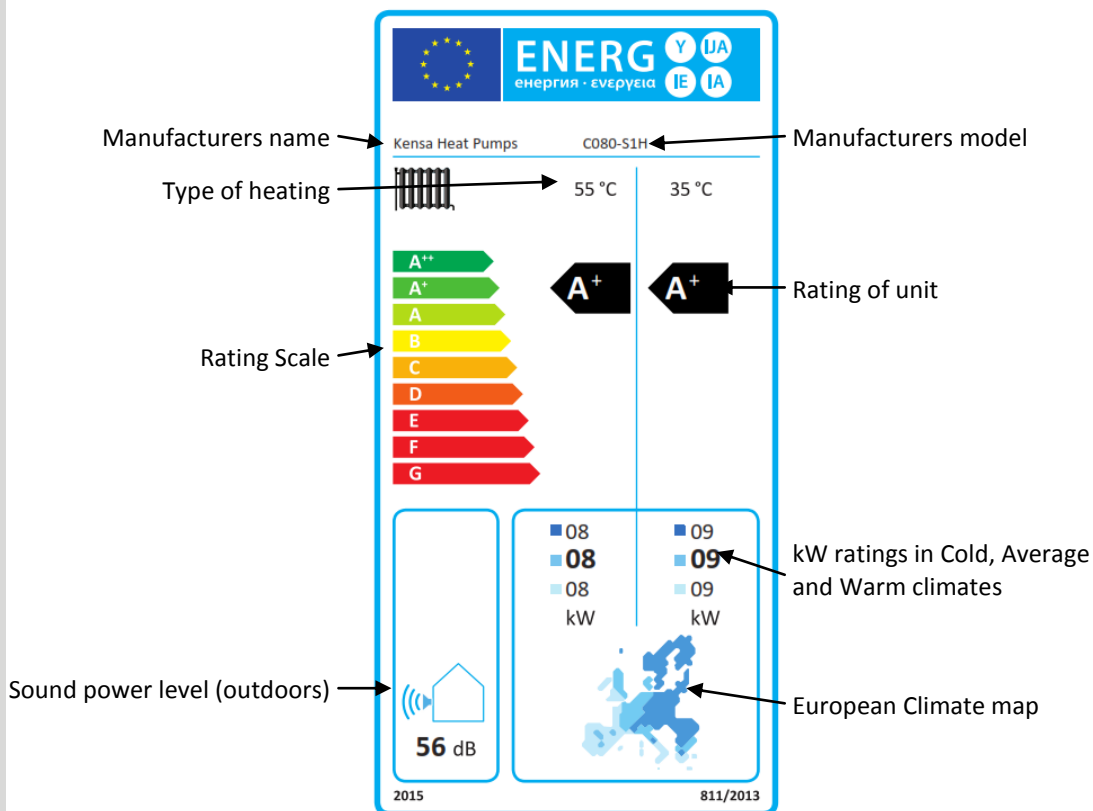 ENERG Y IJA
енергия · ενεργεια IE IA
Manufacturers name
Kensa Heat Pumps C080-S1H
Manufacturers model
Type of heating
55 °C 35 °C
A++
A+
A
B
C
D
E
F
G
A+ A+
Rating of unit
Rating Scale
08 09
08 09
08 09
kW kW
kW ratings in Cold, Average
and Warm climates
Sound power level (outdoors)
56 dB
European Climate map
2015 811/2013